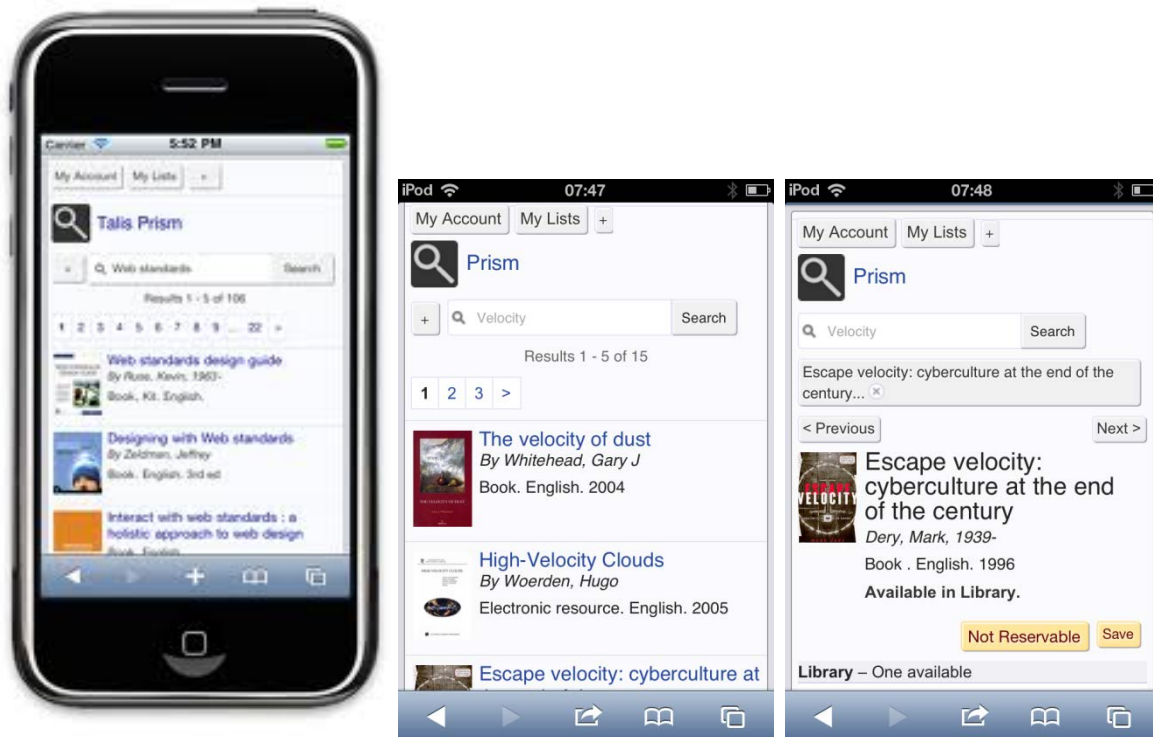 Carrier 5:52 PM
My Account My Lists +
Talis Prism
+ Web standards Search
Results 1 - 5 of 106
1 2 3 4 5 6 7 8 9 ... 22 >
Web standards design guide
By Ruse, Kevin, 1963-
Book, Kit. English.
Designing with Web standards
By Zeldman, Jeffrey
Book. English. 3rd ed
Interact with web standards : a
holistic approach to web design
Book. English
iPod 07:47
My Account My Lists +
Prism
+ Velocity Search
Results 1 - 5 of 15
1 2 3 >
The velocity of dust
By Whitehead, Gary J
Book. English. 2004
High-Velocity Clouds
By Woerden, Hugo
Electronic resource. English. 2005
Escape velocity: cyberculture at
iPod 07:48
My Account My Lists +
Prism
Velocity Search
Escape velocity: cyberculture at the end of the
century...
< Previous Next >
ESCAPE
VELOCITY
Escape velocity:
cyberculture at the end
of the century
Dery, Mark, 1939-
Book . English. 1996
Available in Library.
Not Reservable Save
Library – One available